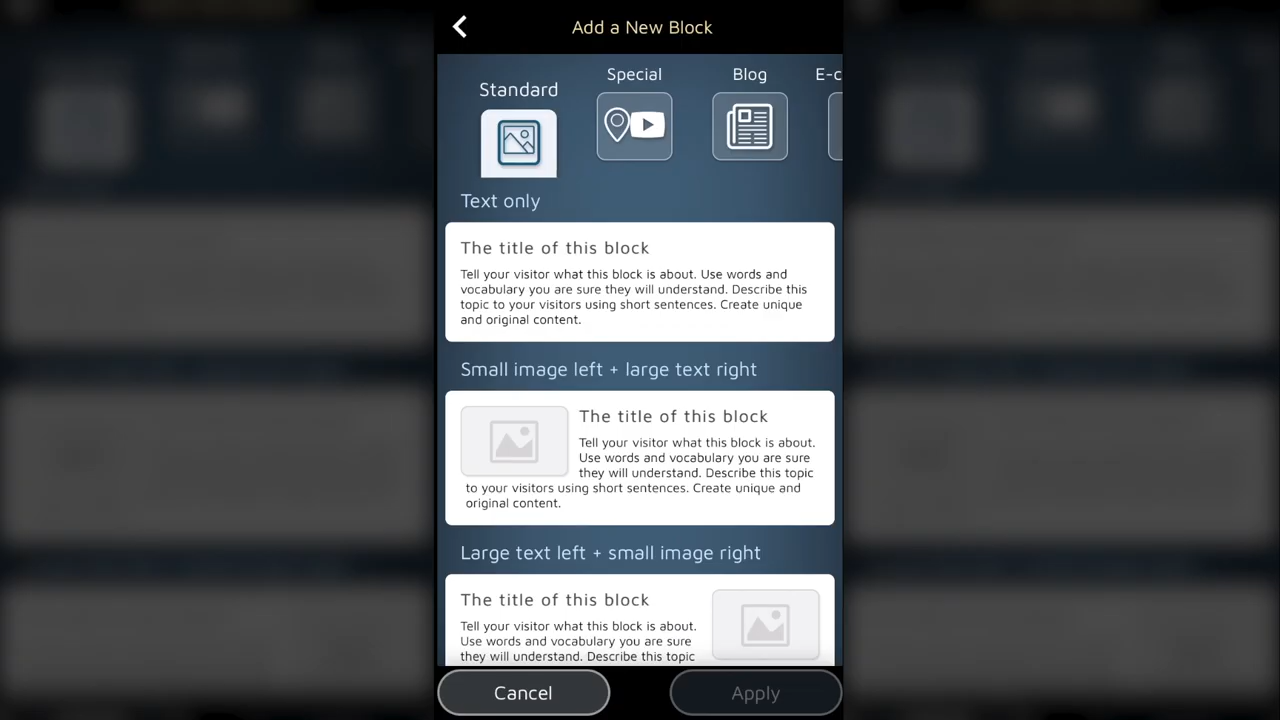 Add a New Block
Standard
Special
Blog
E-c
Text only
The title of this block
Tell your visitor what this block is about. Use words and
vocabulary you are sure they will understand. Describe this
topic to your visitors using short sentences. Create unique
and original content.
Small image left + large text right
The title of this block
Tell your visitor what this block is about.
Use words and vocabulary you are sure
they will understand. Describe this topic
to your visitors using short sentences. Create unique and
original content.
Large text left + small image right
The title of this block
Tell your visitor what this block is about.
Use words and vocabulary you are sure
they will understand. Describe this topic
Cancel
Apply